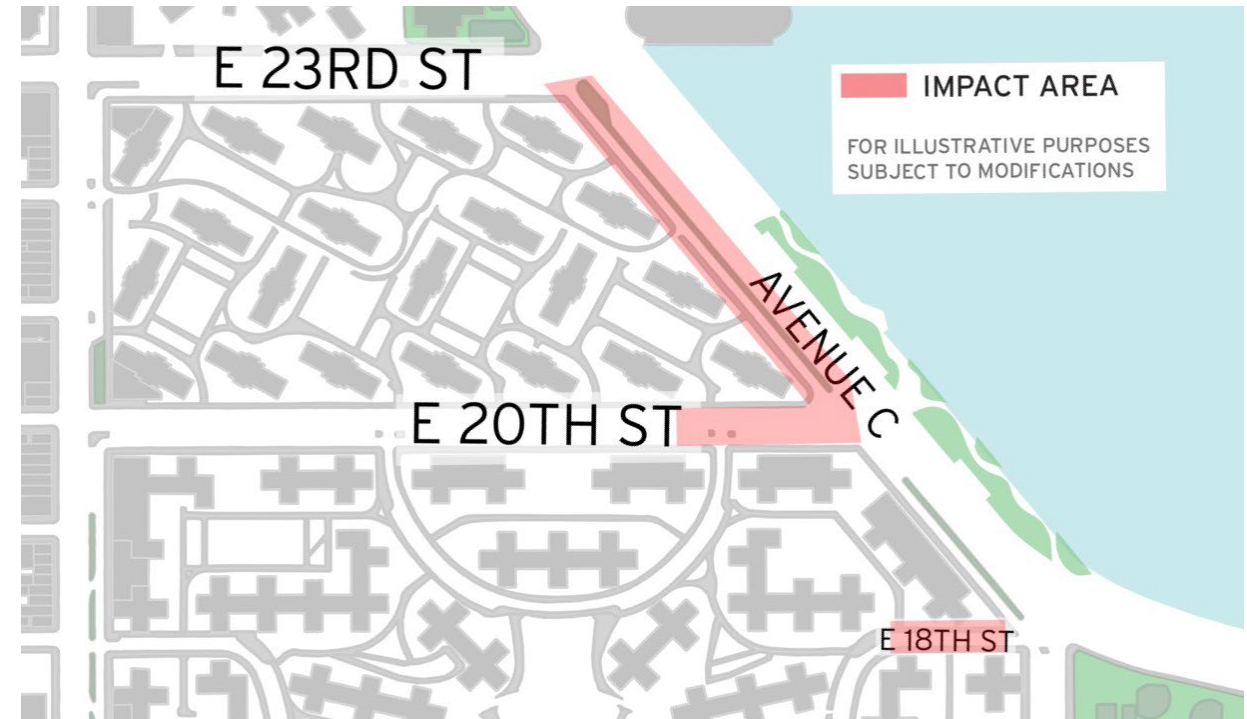 E 23RD ST
IMPACT AREA
FOR ILLUSTRATIVE PURPOSES
SUBJECT TO MODIFICATIONS
AVENUE C
E 20TH ST
E 18TH ST